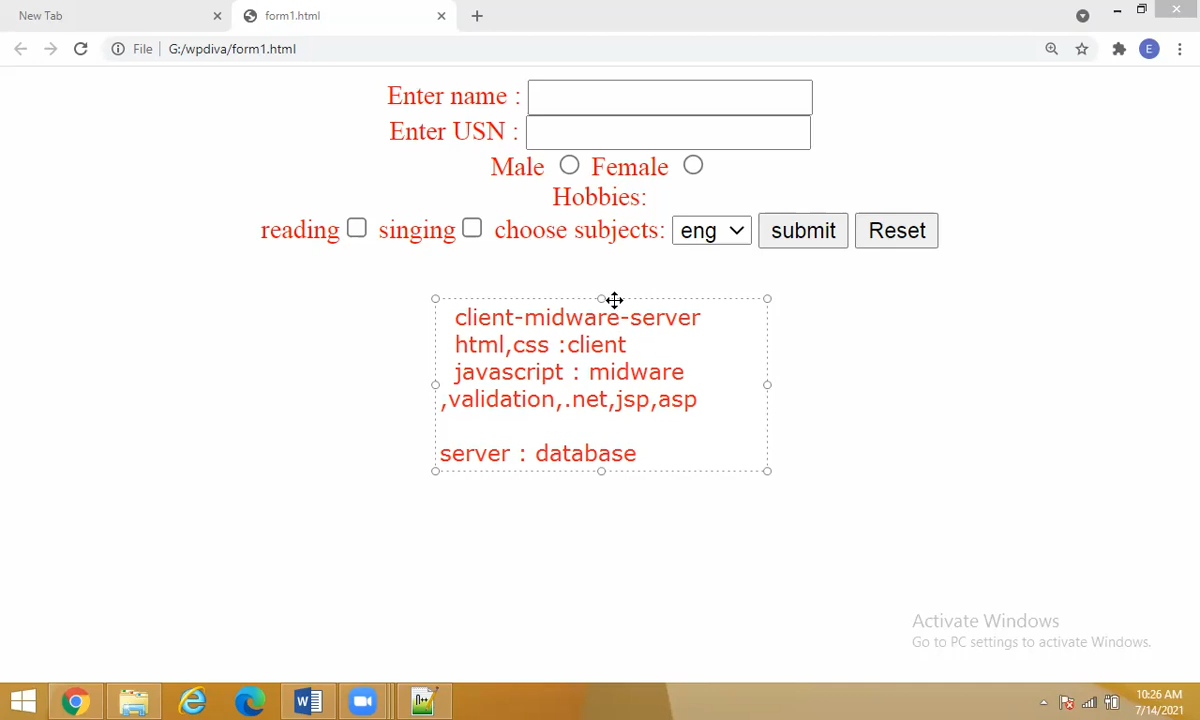 New Tab
form1.html
File G:/wpdiva/form1.html
E
Enter name :
Enter USN :
Male Female
Hobbies:
reading singing choose subjects: eng submit Reset
client-midware-server
html,css :client
javascript : midware
,validation,.net,jsp,asp
server : database
Activate Windows
Go to PC settings to activate Windows.
10:26 AM
7/14/2021